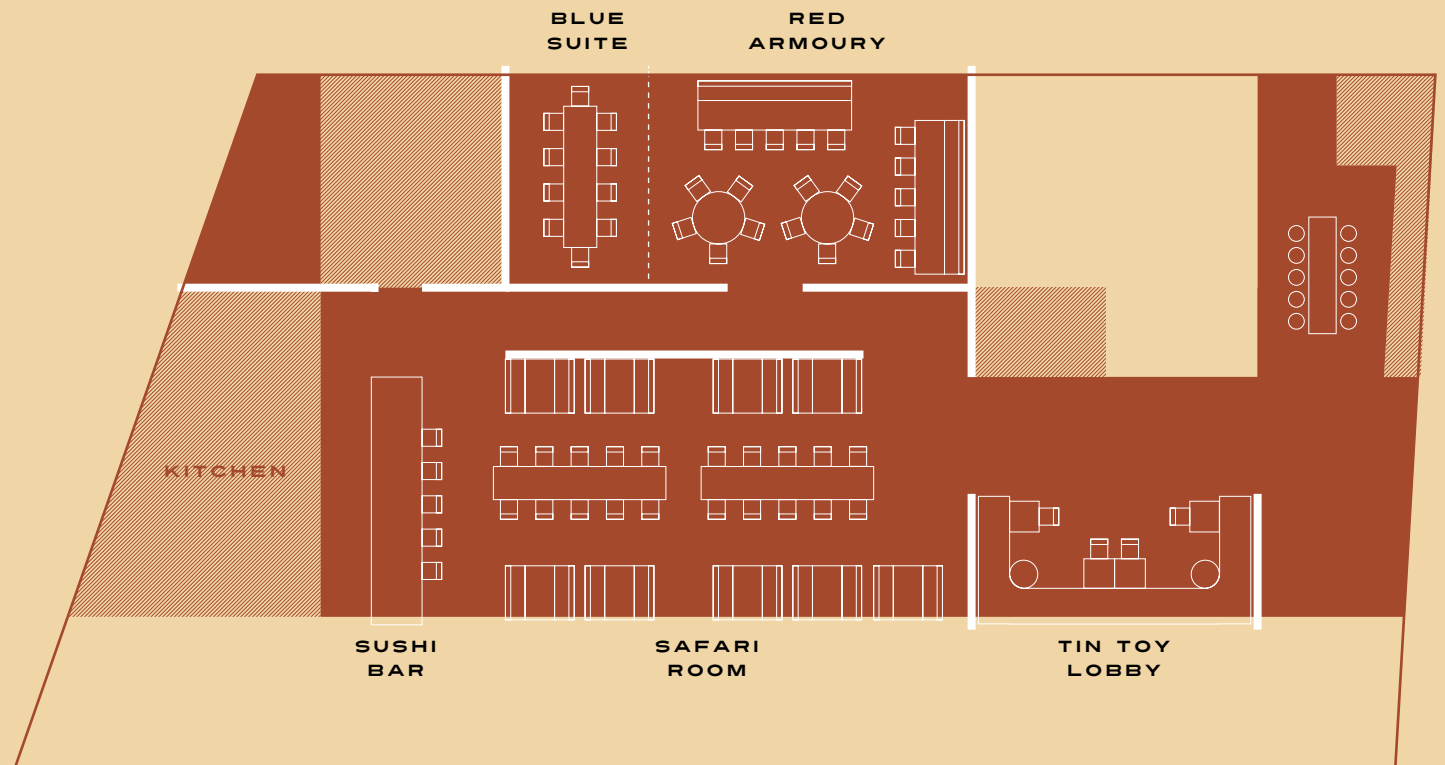 BLUE
SUITE
RED
ARMOURY
KITCHEN
SUSHI
BAR
SAFARI
ROOM
TIN TOY
LOBBY